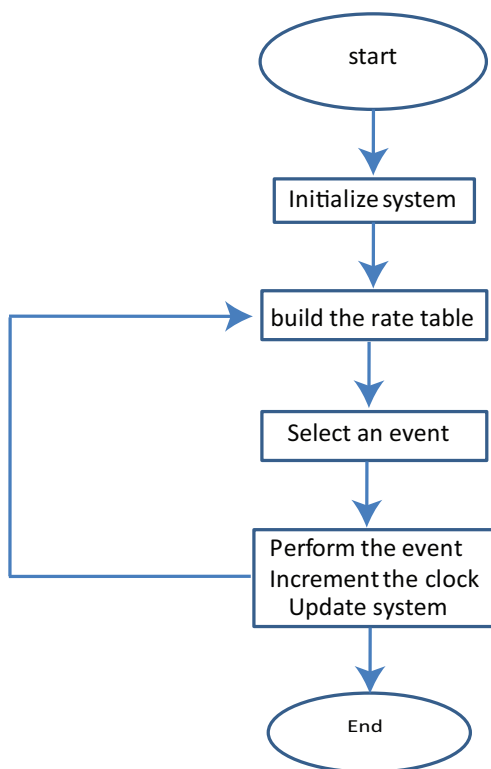 start
Initialize system
build the rate table
Select an event
Perform the event
Increment the clock
Update system
End